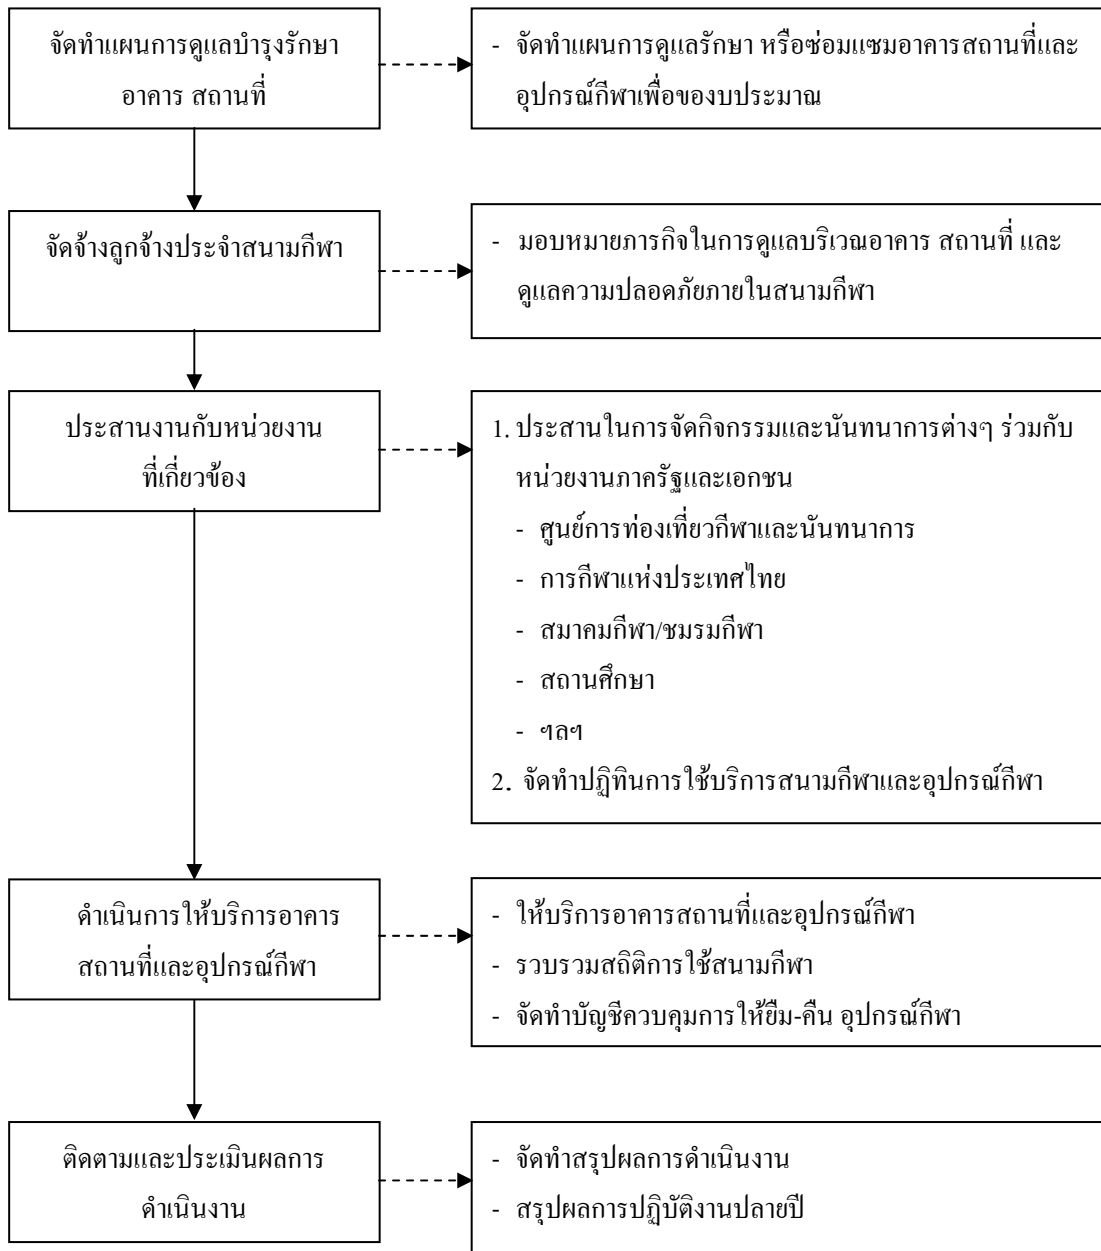 จัดทำแผนการดูแลบำรุงรักษา
อาคาร สถานที่
- จัดทำแผนการดูแลรักษา หรือซ่อมแซมอาคารสถานที่และ
อุปกรณ์กีฬาเพื่อของบประมาณ
จัดจ้างลูกจ้างประจำสนามกีฬา
- มอบหมายภารกิจในการดูแลบริเวณอาคาร สถานที่ และ
ดูแลความปลอดภัยภายในสนามกีฬา
ประสานงานกับหน่วยงาน
ที่เกี่ยวข้อง
1. ประสานในการจัดกิจกรรมและนันทนาการต่างๆ ร่วมกับ
หน่วยงานภาครัฐและเอกชน
- ศูนย์การท่องเที่ยวกีฬาและนันทนาการ
- การกีฬาแห่งประเทศไทย
- สมาคมกีฬา/ชมรมกีฬา
- สถานศึกษา
- ฯลฯ
2. จัดทำปฏิทินการใช้บริการสนามกีฬาและอุปกรณ์กีฬา
ดำเนินการให้บริการอาคาร
สถานที่และอุปกรณ์กีฬา
- ให้บริการอาคารสถานที่และอุปกรณ์กีฬา
- รวบรวมสถิติการใช้สนามกีฬา
- จัดทำบัญชีควบคุมการให้ยืม-คืน อุปกรณ์กีฬา
ติดตามและประเมินผลการ
ดำเนินงาน
- จัดทำสรุปผลการดำเนินงาน
- สรุปผลการปฏิบัติงานปลายปี